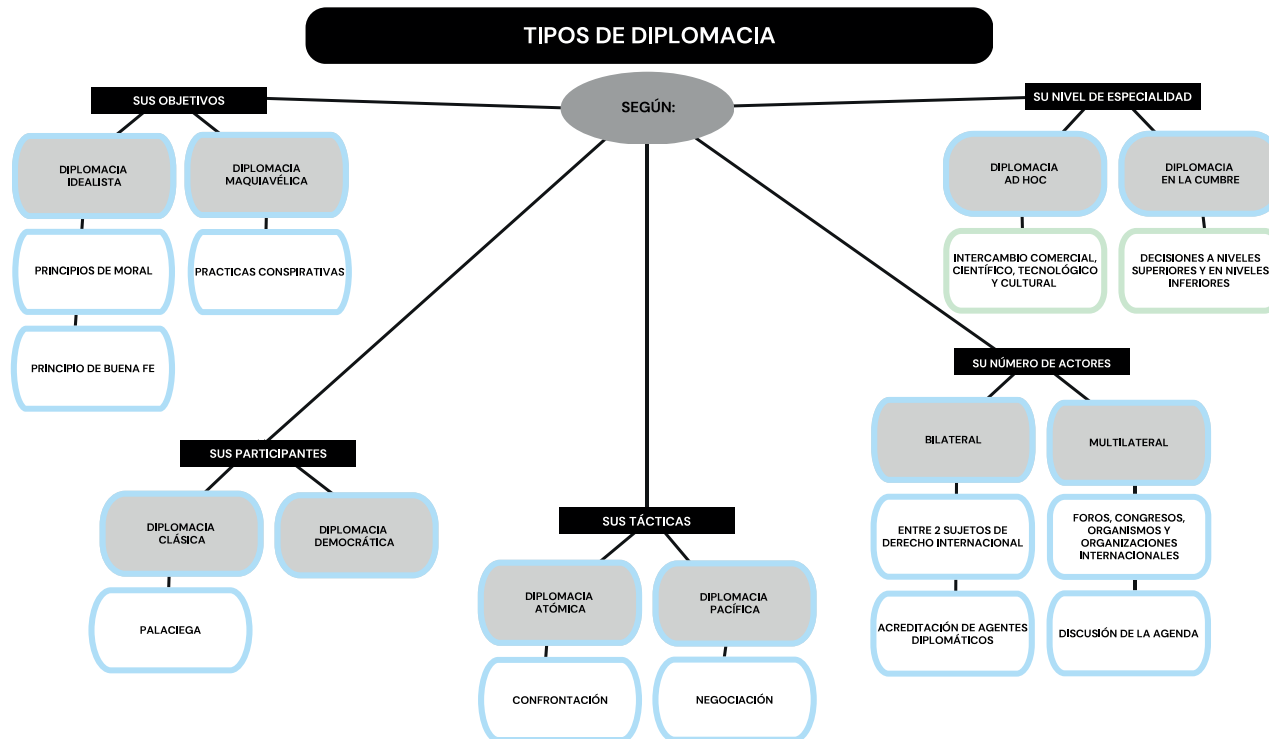 TIPOS DE DIPLOMACIA
SEGÚN:
SUS OBJETIVOS
DIPLOMACIA
IDEALISTA
PRINCIPIOS DE MORAL
PRINCIPIO DE BUENA FE
DIPLOMACIA
MAQUIAVÉLICA
PRACTICAS CONSPIRATIVAS
SUS PARTICIPANTES
DIPLOMACIA
CLÁSICA
PALACIEGA
DIPLOMACIA
DEMOCRÁTICA
SUS TÁCTICAS
DIPLOMACIA
ATÓMICA
CONFRONTACIÓN
DIPLOMACIA
PACÍFICA
NEGOCIACIÓN
SU NÚMERO DE ACTORES
BILATERAL
ENTRE 2 SUJETOS DE
DERECHO INTERNACIONAL
ACREDITACIÓN DE AGENTES
DIPLOMÁTICOS
MULTILATERAL
FOROS, CONGRESOS,
ORGANISMOS Y
ORGANIZACIONES
INTERNACIONALES
DISCUSIÓN DE LA AGENDA
SU NIVEL DE ESPECIALIDAD
DIPLOMACIA
AD HOC
INTERCAMBIO COMERCIAL,
CIENTÍFICO, TECNOLÓGICO
Y CULTURAL
DIPLOMACIA
EN LA CUMBRE
DECISIONES A NIVELES
SUPERIORES Y EN NIVELES
INFERIORES